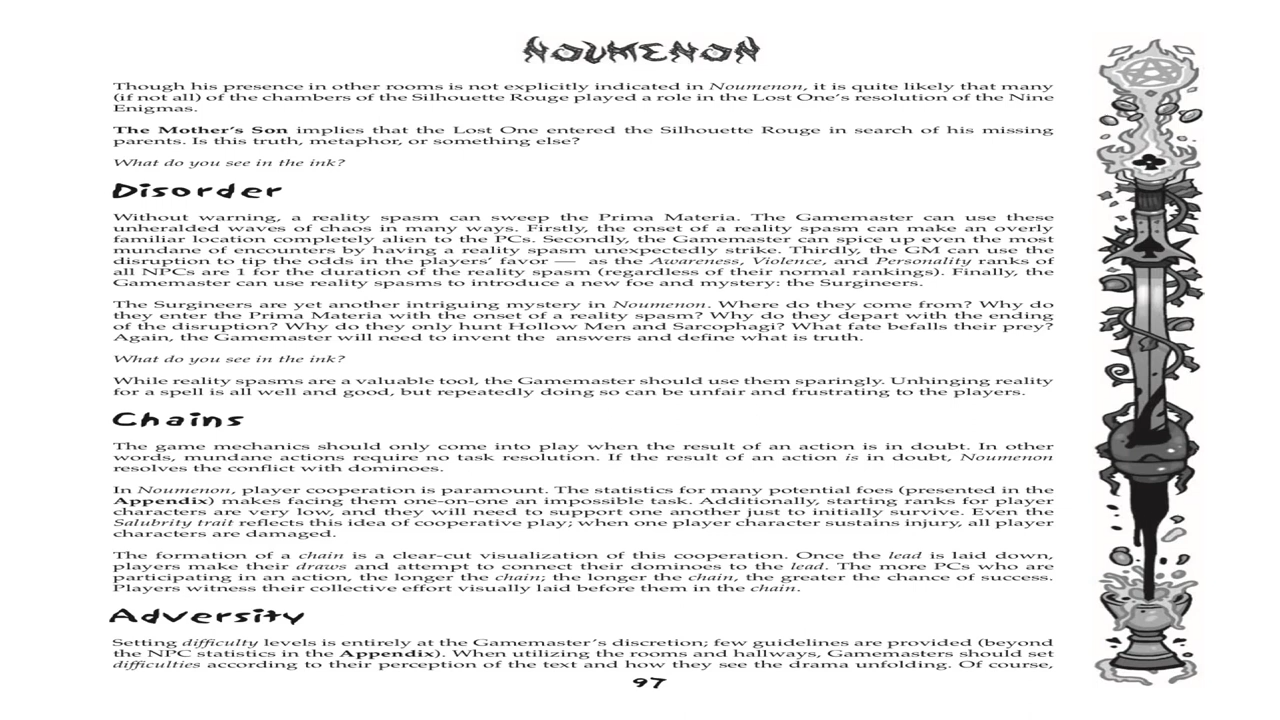 NOUMENON
Though his presence in other rooms is not explicitly indicated in Noumenon, it is quite likely that many
(if not all) of the chambers of the Silhouette Rouge played a role in the Lost One's resolution of the Nine
Enigmas.
The Mother's Son implies that the Lost One entered the Silhouette Rouge in search of his missing
parents. Is this truth, metaphor, or something else?
What do you see in the ink?
Disorder
Without warning, a reality spasm can sweep the Prima Materia. The Gamemaster can use these
unheralded waves of chaos in many ways. Firstly, the onset of a reality spasm can make an overly
familiar location completely alien to the PCs. Secondly, the Gamemaster can spice up even the most
mundane of encounters by having a reality spasm unexpectedly strike. Thirdly, the GM can use the
disruption to tip the odds in the players' favor — as the Awareness, Violence, and Personality ranks of
all NPCs are 1 for the duration of the reality spasm (regardless of their normal rankings). Finally, the
Gamemaster can use reality spasms to introduce a new foe and mystery: the Surgineers.
The Surgineers are yet another intriguing mystery in Noumenon. Where do they come from? Why do
they enter the Prima Materia with the onset of a reality spasm? Why do they depart with the ending
of the disruption? Why do they only hunt Hollow Men and Sarcophagi? What fate befalls their prey?
Again, the Gamemaster will need to invent the answers and define what is truth.
What do you see in the ink?
While reality spasms are a valuable tool, the Gamemaster should use them sparingly. Unhinging reality
for a spell is all well and good, but repeatedly doing so can be unfair and frustrating to the players.
Chains
The game mechanics should only come into play when the result of an action is in doubt. In other
words, mundane actions require no task resolution. If the result of an action is in doubt, Noumenon
resolves the conflict with dominoes.
In Noumenon, player cooperation is paramount. The statistics for many potential foes (presented in the
Appendix) makes facing them one-on-one an impossible task. Additionally, starting ranks for player
characters are very low, and they will need to support one another just to initially survive. Even the
Salubrity trait reflects this idea of cooperative play; when one player character sustains injury, all player
characters are damaged.
The formation of a chain is a clear-cut visualization of this cooperation. Once the lead is laid down,
players make their draws and attempt to connect their dominoes to the lead. The more PCs who are
participating in an action, the longer the chain; the longer the chain, the greater the chance of success.
Players witness their collective effort visually laid before them in the chain.
Adversity
Setting difficulty levels is entirely at the Gamemaster's discretion; few guidelines are provided (beyond
the NPC statistics in the Appendix). When utilizing the rooms and hallways, Gamemasters should set
difficulties according to their perception of the text and how they see the drama unfolding. Of course,
97